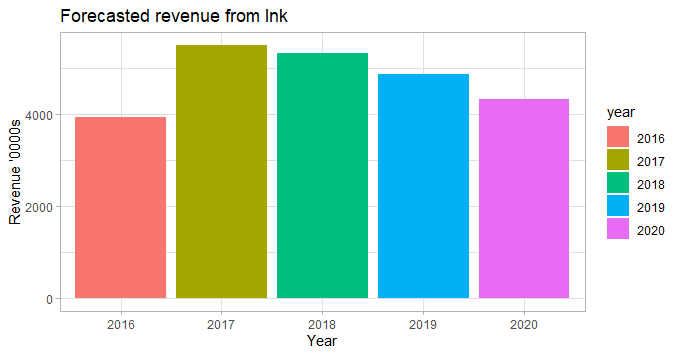 Forecasted revenue from Ink
Revenue '0000s
4000
2000
0
2016 2017 2018 2019 2020
Year
year
2016
2017
2018
2019
2020